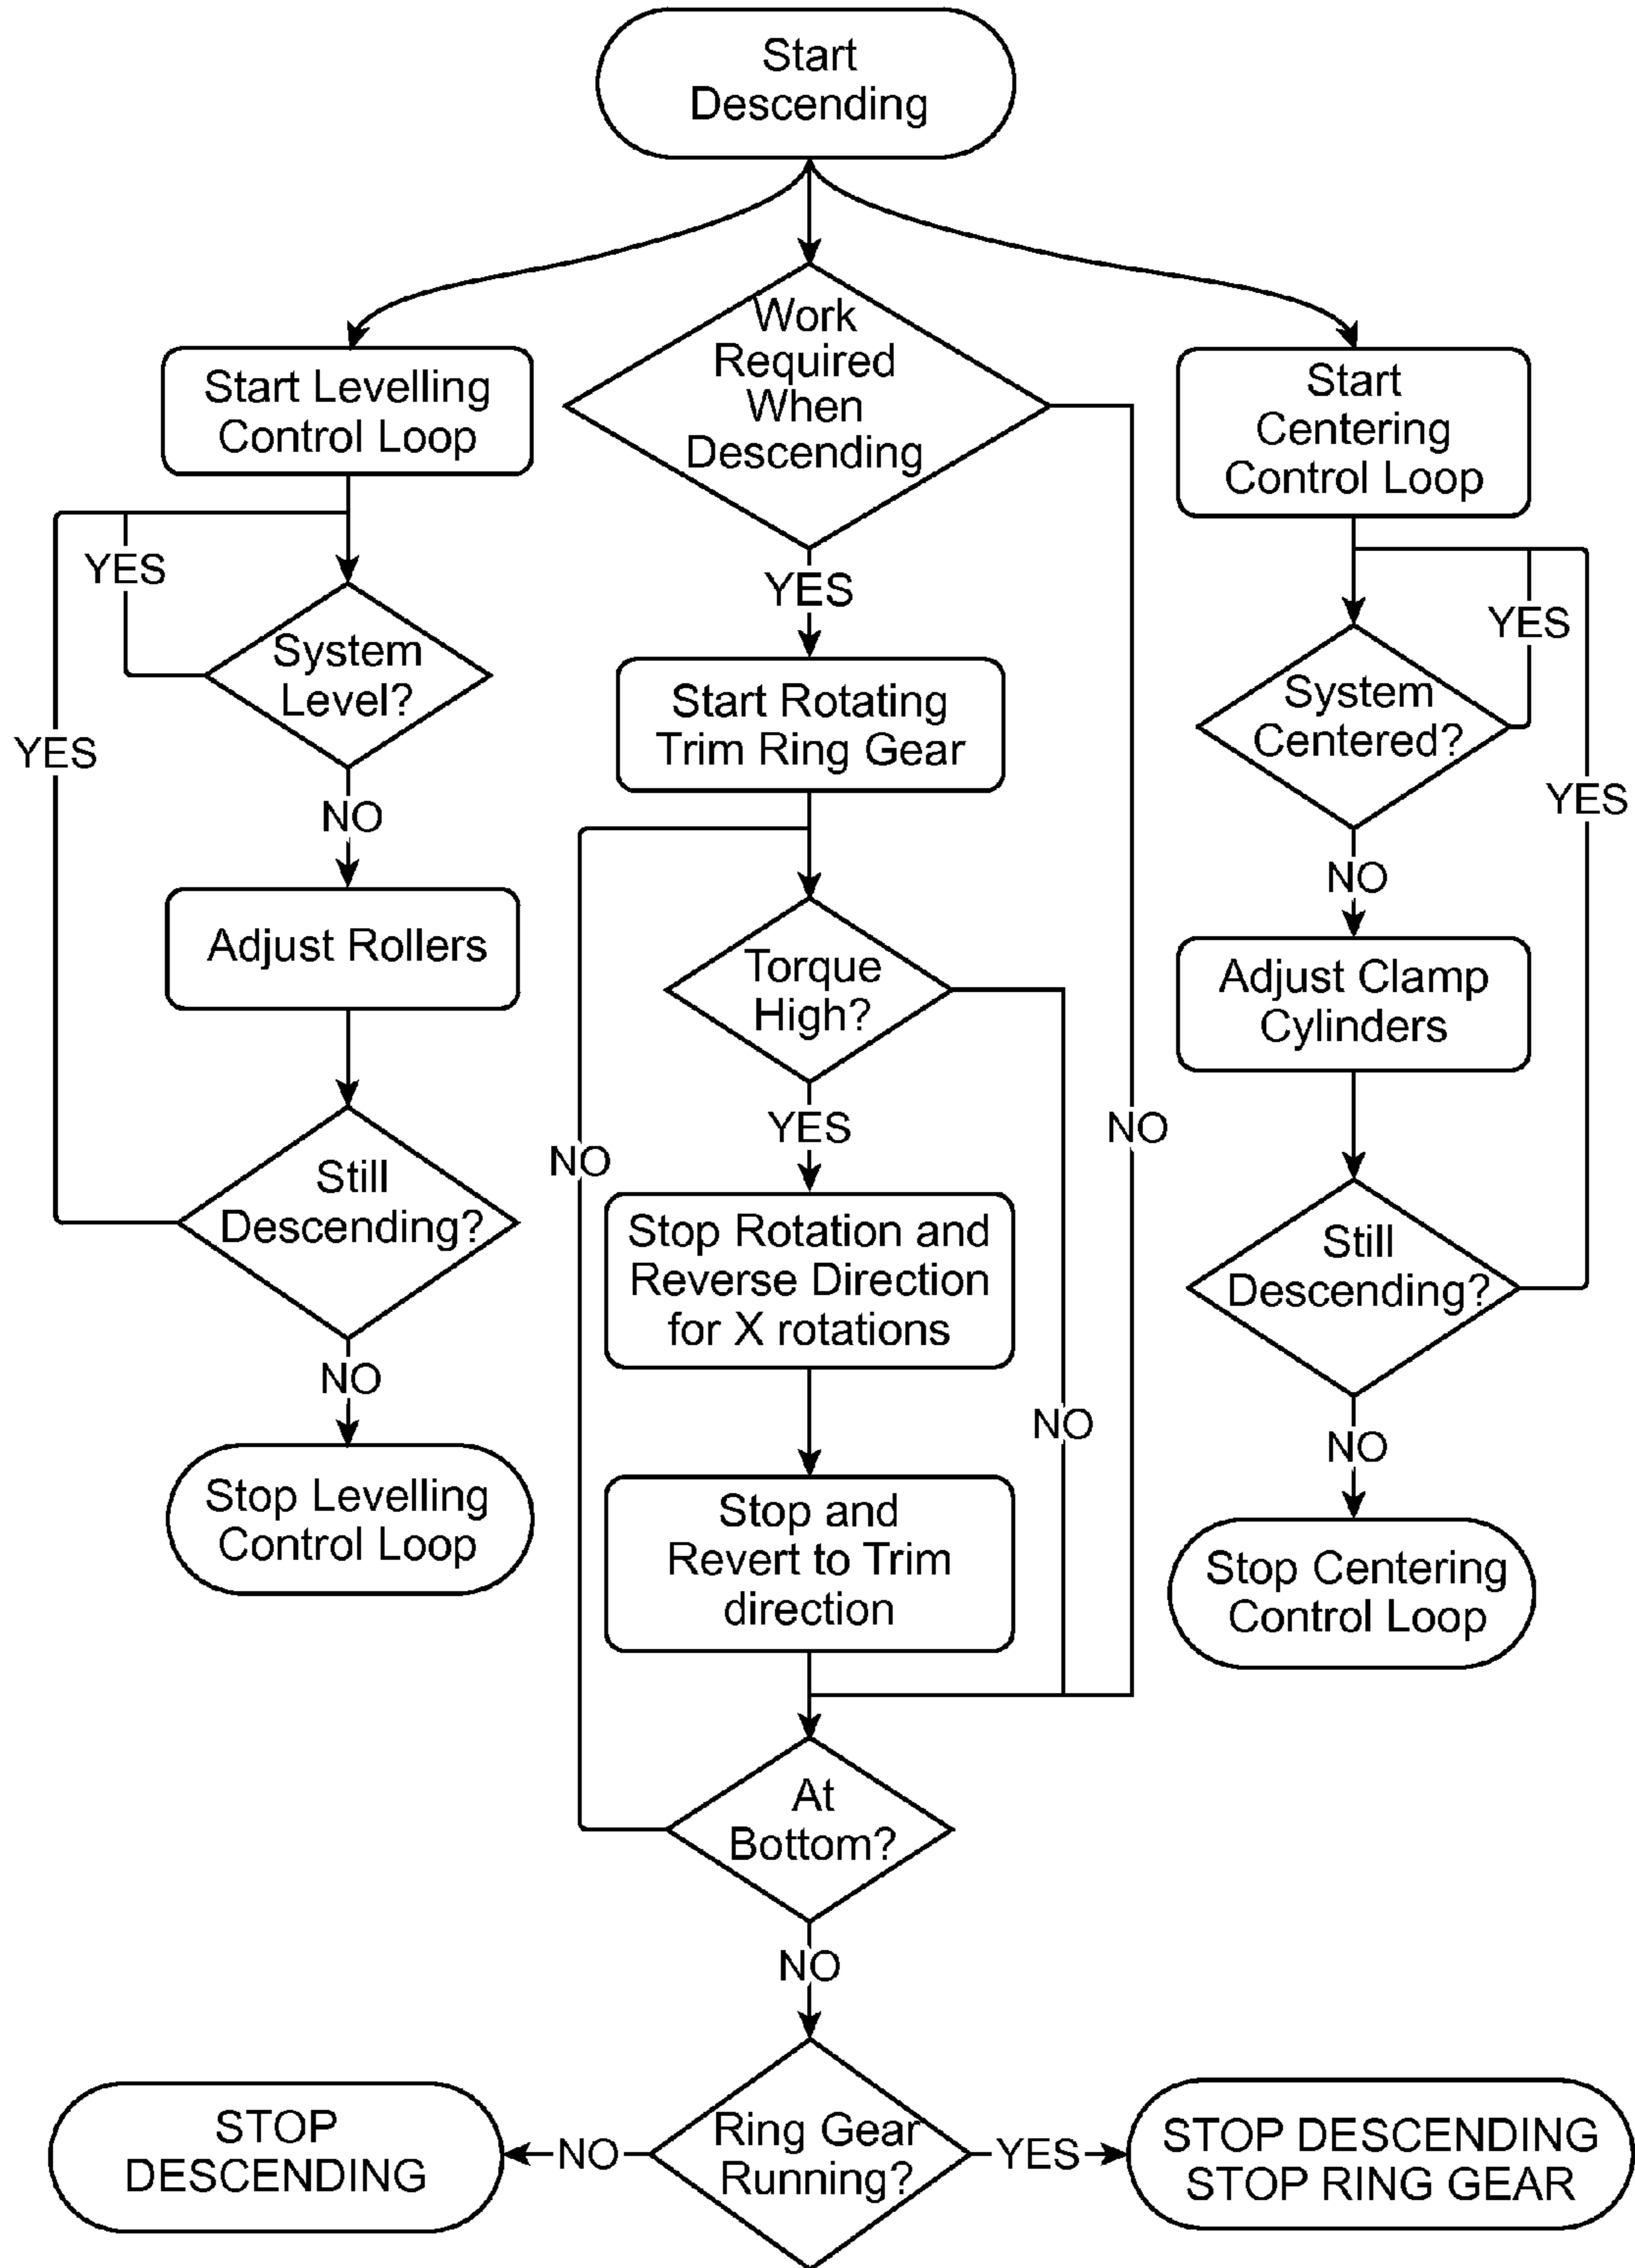 Start
Descending
Start Levelling
Control Loop
YES
System
Level?
YES
NO
Adjust Rollers
Still
Descending?
NO
Stop Levelling
Control Loop
Work
Required
When
Descending
YES
Start Rotating
Trim Ring Gear
Torque
High?
YES
NO
NO
Stop Rotation and
Reverse Direction
for X rotations
NO
Stop and
Revert to Trim
direction
At
Bottom?
NO
Ring Gear
Running?
NO
STOP
DESCENDING
YES
STOP DESCENDING
STOP RING GEAR
Start
Centering
Control Loop
YES
System
Centered?
YES
NO
Adjust Clamp
Cylinders
Still
Descending?
NO
Stop Centering
Control Loop